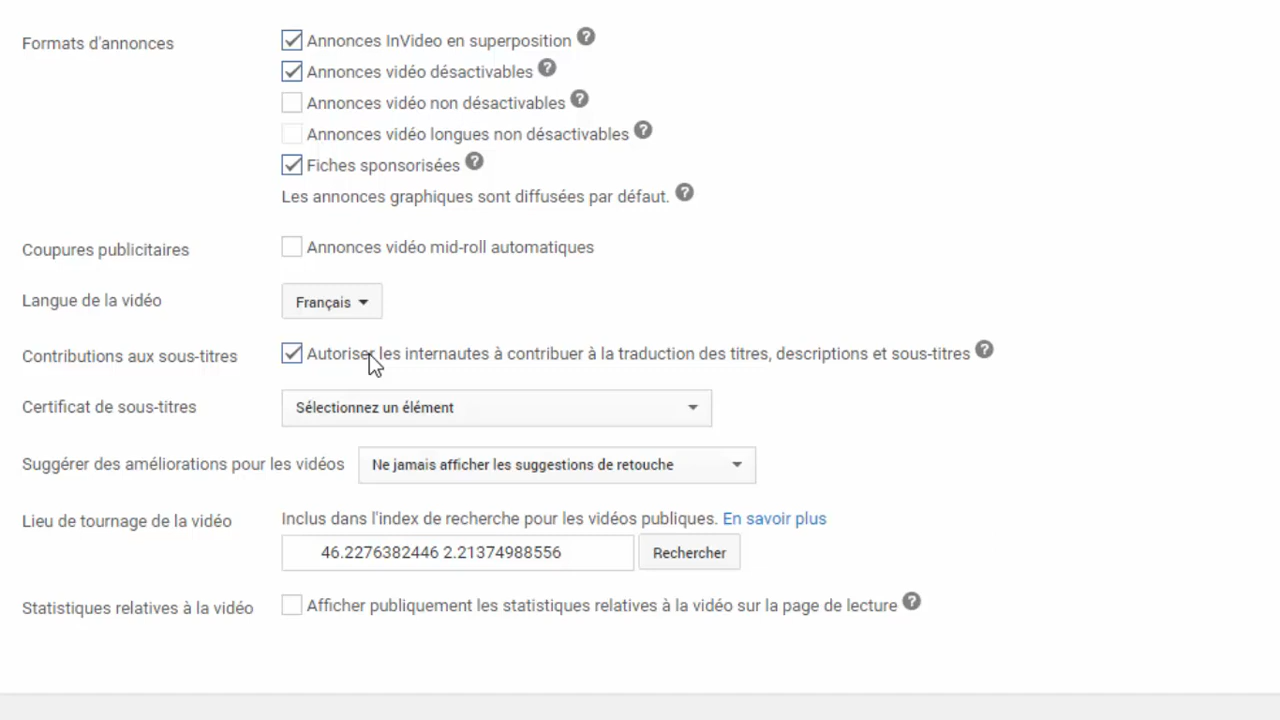 Formats d'annonces
Annonces InVideo en superposition ?
Annonces vidéo désactivables ?
Annonces vidéo non désactivables ?
Annonces vidéo longues non désactivables ?
Fiches sponsorisées ?
Les annonces graphiques sont diffusées par défaut. ?
Coupures publicitaires Annonces vidéo mid-roll automatiques
Langue de la vidéo Français
Contributions aux sous-titres Autoriser les internautes à contribuer à la traduction des titres, descriptions et sous-titres ?
Certificat de sous-titres Sélectionnez un élément
Suggérer des améliorations pour les vidéos Ne jamais afficher les suggestions de retouche
Lieu de tournage de la vidéo Inclus dans l'index de recherche pour les vidéos publiques. En savoir plus
46.2276382446 2.21374988556 Rechercher
Statistiques relatives à la vidéo Afficher publiquement les statistiques relatives à la vidéo sur la page de lecture ?